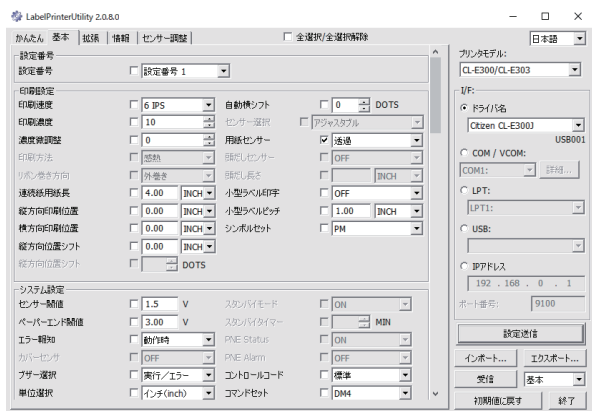 LabelPrinterUtility 2.0.8.0
かんたん 基本 拡張 情報 センサー調整 全選択/全選択解除 日本語
設定番号
設定番号 設定番号 1
印刷設定
印刷速度 6 IPS 自動横シフト 0 DOTS
印刷濃度 10 センサー選択 アジャスタブル
濃度微調整 0 用紙センサー 透過
印刷方法 感熱 頭だしセンサー OFF
リボン巻き方向 外巻き 頭だし長さ INCH
連続紙用紙長 4.00 INCH 小型ラベル印字 OFF
縦方向印刷位置 0.00 INCH 小型ラベルピッチ 1.00 INCH
横方向印刷位置 0.00 INCH シンボルセット PM
縦方向位置シフト 0.00 INCH
縦方向位置シフト DOTS
システム設定
センサー閾値 1.5 V スタンバイモード ON
ペーパーエンド閾値 3.00 V スタンバイタイマー MIN
エラー報知 動作時 PNE Status ON
カバーセンサ OFF PNE Alarm OFF
ブザー選択 実行/エラー コントロールコード 標準
単位選択 インチ(inch) コマンドセット DM4
プリンタモデル:
CL-E300/CL-E303
I/F:
ドライバ名
Citizen CL-E300J
USB001
COM / VCOM:
COM1: 詳細...
LPT:
LPT1:
USB:
IPアドレス
192 . 168 . 0 . 1
ポート番号: 9100
設定送信
インポート... エクスポート...
受信 基本
初期値に戻す 終了